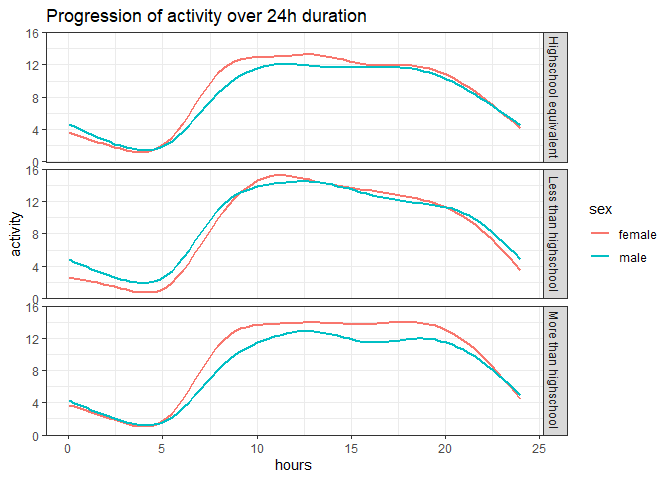 Progression of activity over 24h duration
16
12
8
4
0
Highschool equivalent
16
12
8
4
0
Less than highschool
16
12
8
4
0
More than highschool
activity
0 5 10 15 20 25
hours
sex
female
male